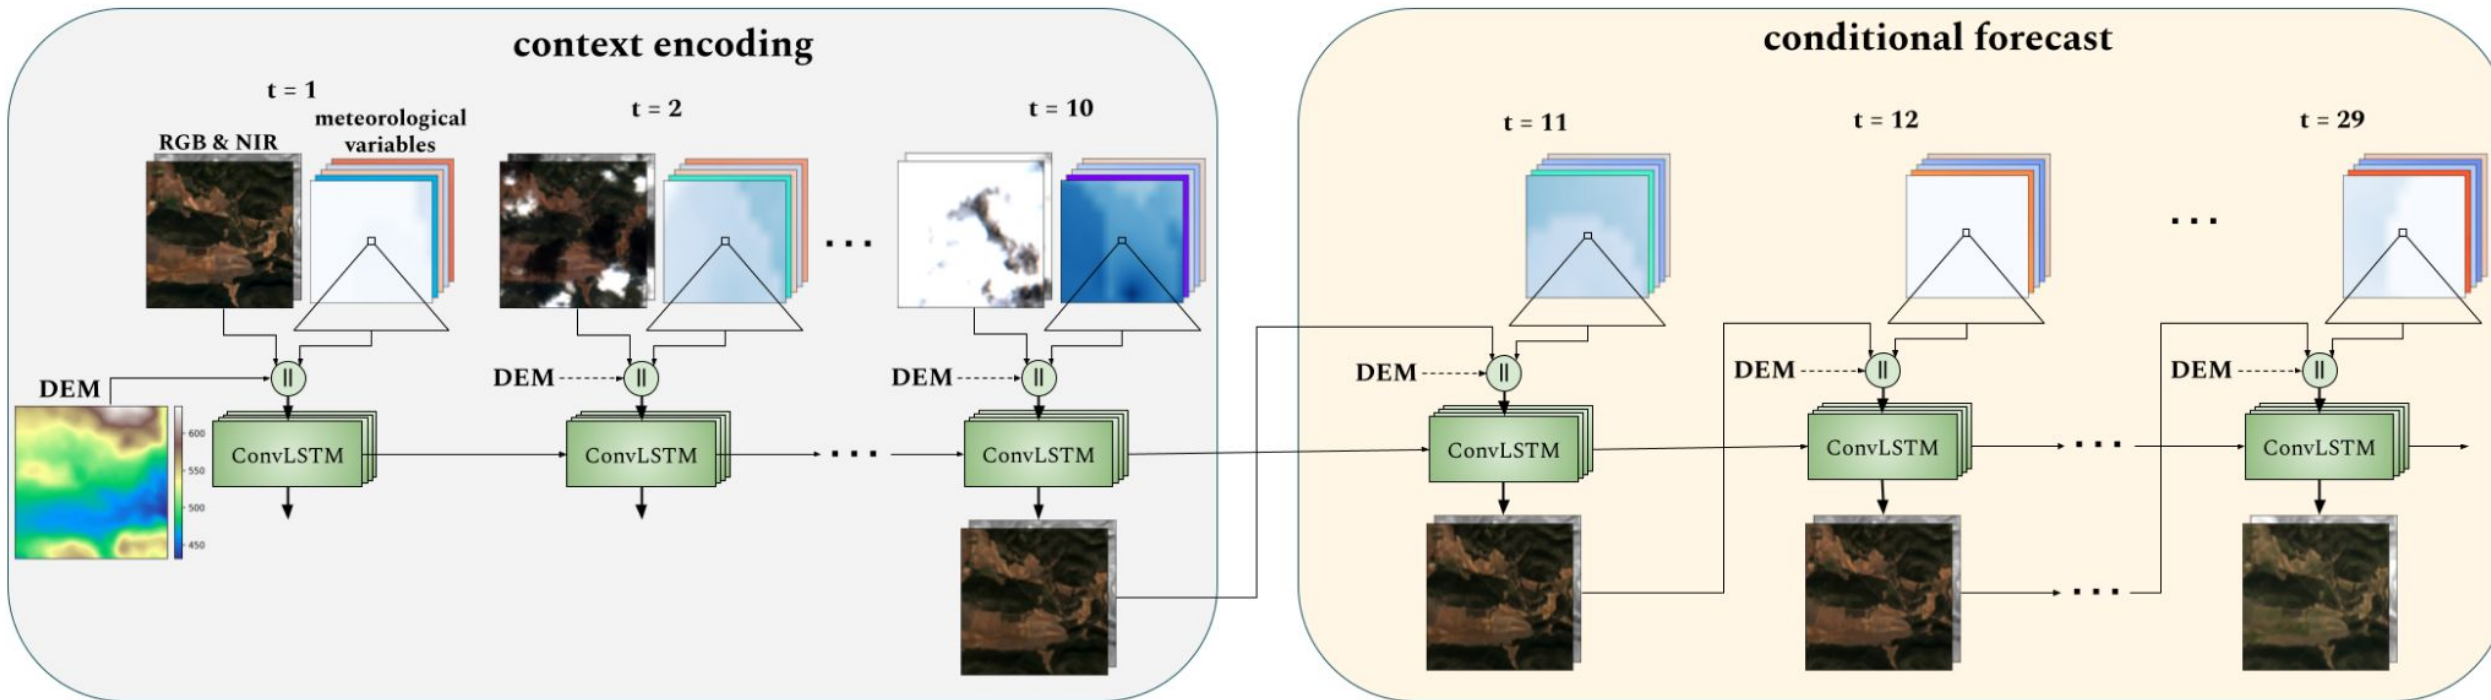 context encoding
t = 1
RGB & NIR
meteorological
variables
t = 2
t = 10
...
||
||
||
DEM
DEM
DEM
600
550
500
450
ConvLSTM
ConvLSTM
...
ConvLSTM
conditional forecast
t = 11
t = 12
t = 29
...
||
||
||
DEM
DEM
DEM
ConvLSTM
ConvLSTM
...
ConvLSTM
...